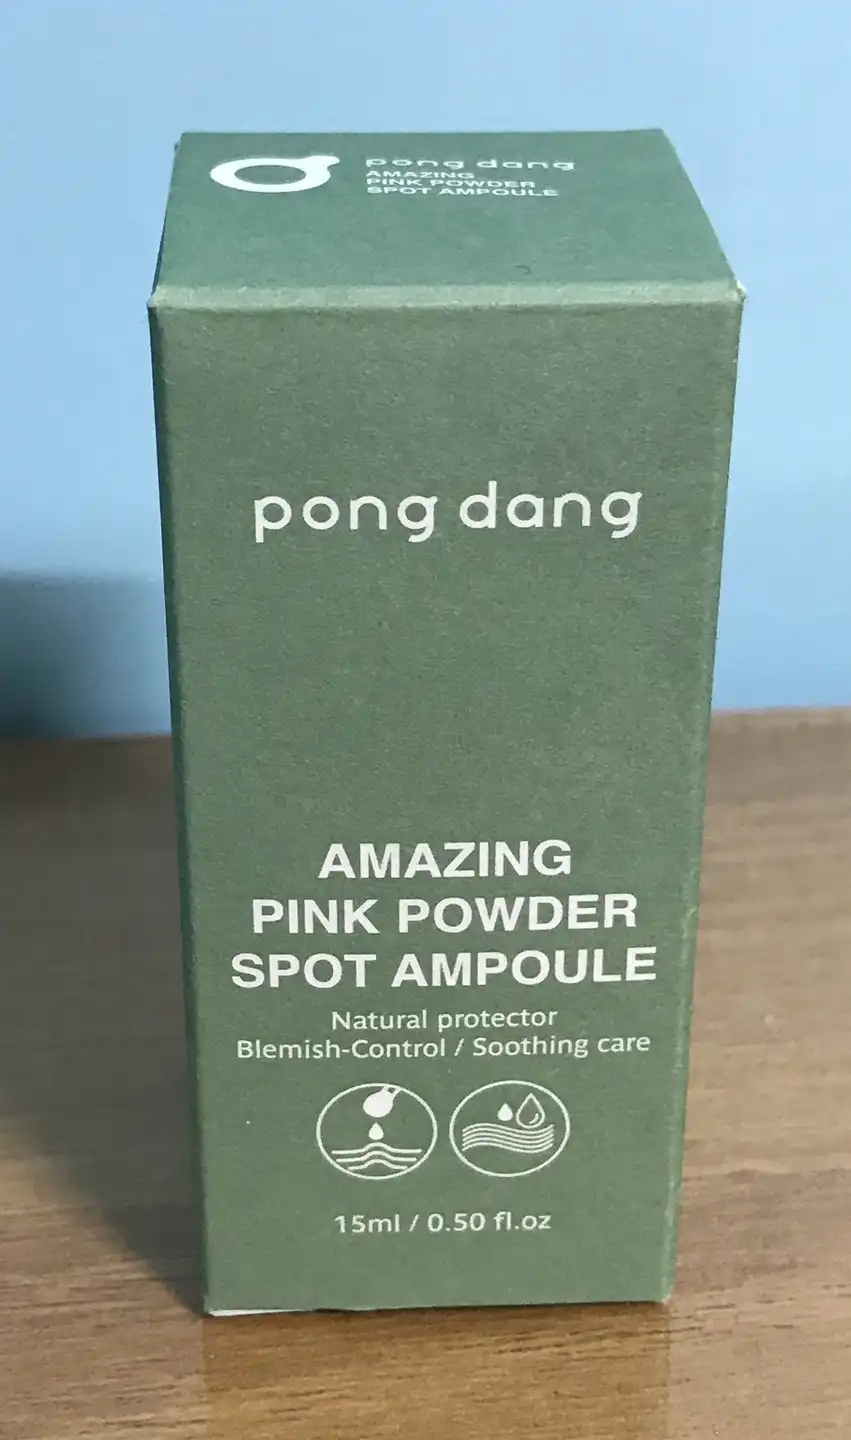 pong dang
AMAZING
PINK POWDER
SPOT AMPOULE
pong dang
AMAZING
PINK POWDER
SPOT AMPOULE
Natural protector
Blemish-Control / Soothing care
15ml / 0.50 fl.oz